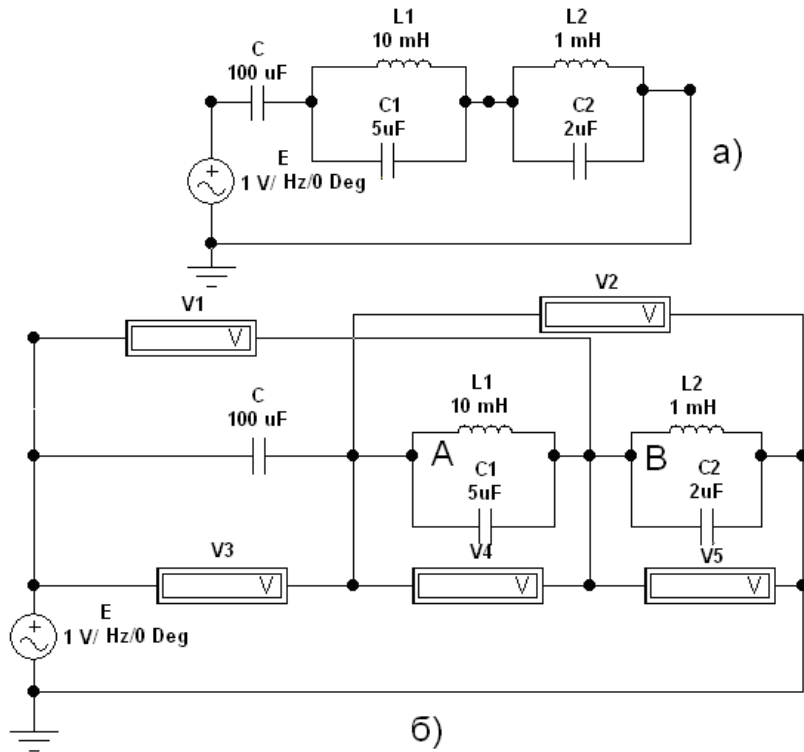 L1
10 mH
L2
1 mH
C
100 uF
C1
5uF
C2
2uF
а)
E
1 V/ Hz/0 Deg
V1
V
V2
V
C
100 uF
L1
10 mH
L2
1 mH
A
B
C1
5uF
C2
2uF
V3
V
V4
V
V5
V
E
1 V/ Hz/0 Deg
б)